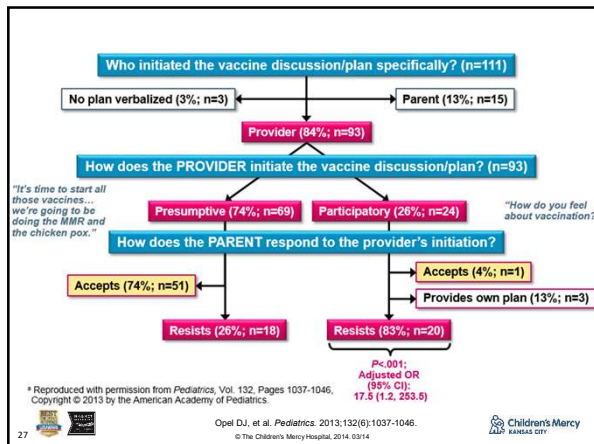 Who initiated the vaccine discussion/plan specifically? (n=111)
No plan verbalized (3%; n=3)
Parent (13%; n=15)
Provider (84%; n=93)
How does the PROVIDER initiate the vaccine discussion/plan? (n=93)
"It's time to start all
those vaccines…
we're going to be
doing the MMR and
the chicken pox."
Presumptive (74%; n=69)
Participatory (26%; n=24)
"How do you feel
about vaccination?
How does the PARENT respond to the provider's initiation?
Accepts (74%; n=51)
Accepts (4%; n=1)
Provides own plan (13%; n=3)
Resists (26%; n=18)
Resists (83%; n=20)
P<.001;
Adjusted OR
(95% CI):
17.5 (1.2, 253.5)
a Reproduced with permission from Pediatrics, Vol. 132, Pages 1037-1046,
Copyright © 2013 by the American Academy of Pediatrics.
27
Opel DJ, et al. Pediatrics. 2013;132(6):1037-1046.
© The Children's Mercy Hospital, 2014. 03/14
Children's Mercy
KANSAS CITY